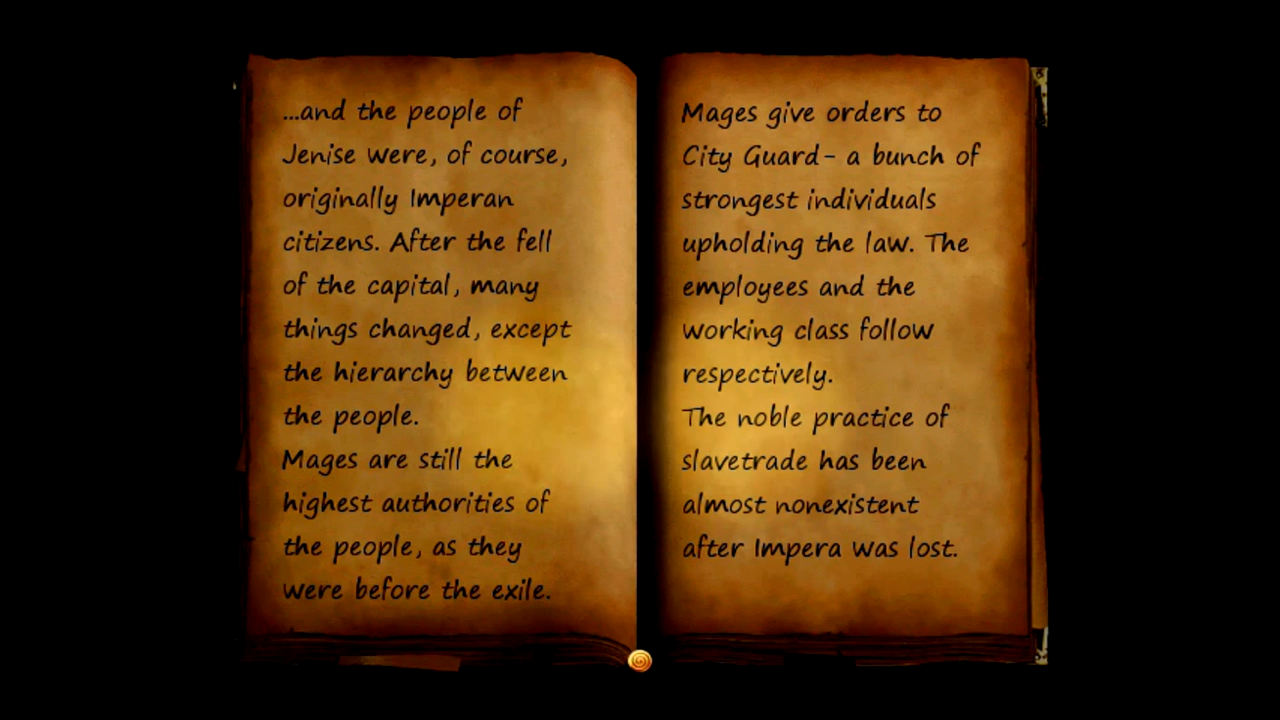 ...and the people of
Jenise were, of course,
originally Imperan
citizens. After the fell
of the capital, many
things changed, except
the hierarchy between
the people.
Mages are still the
highest authorities of
the people, as they
were before the exile.
Mages give orders to
City Guard- a bunch of
strongest individuals
upholding the law. The
employees and the
working class follow
respectively.
The noble practice of
slavetrade has been
almost nonexistent
after Impera was lost.